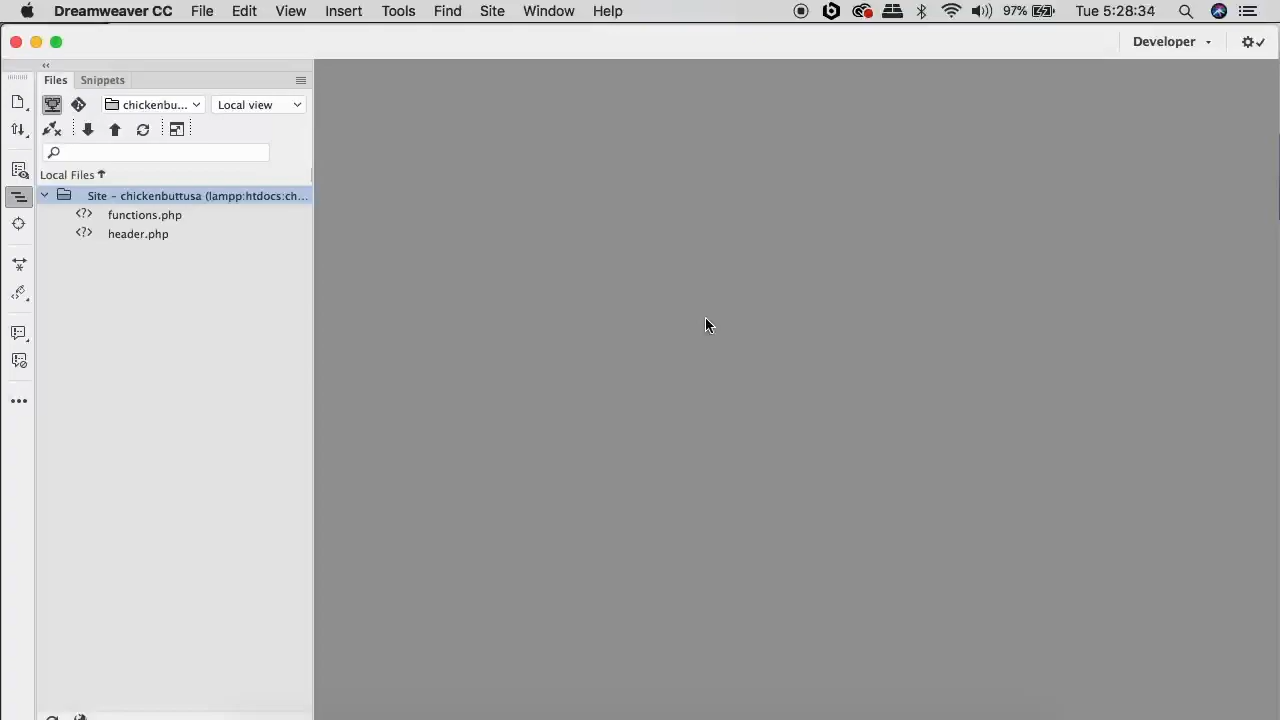 Dreamweaver CC File Edit View Insert Format Tools Find Site Window Help 97% Tue 5:28:34
Developer
Files Snippets
chickenbu... Local view
Local Files
Site - chickenbuttusa (lampp:htdocs:ch...
functions.php
header.php